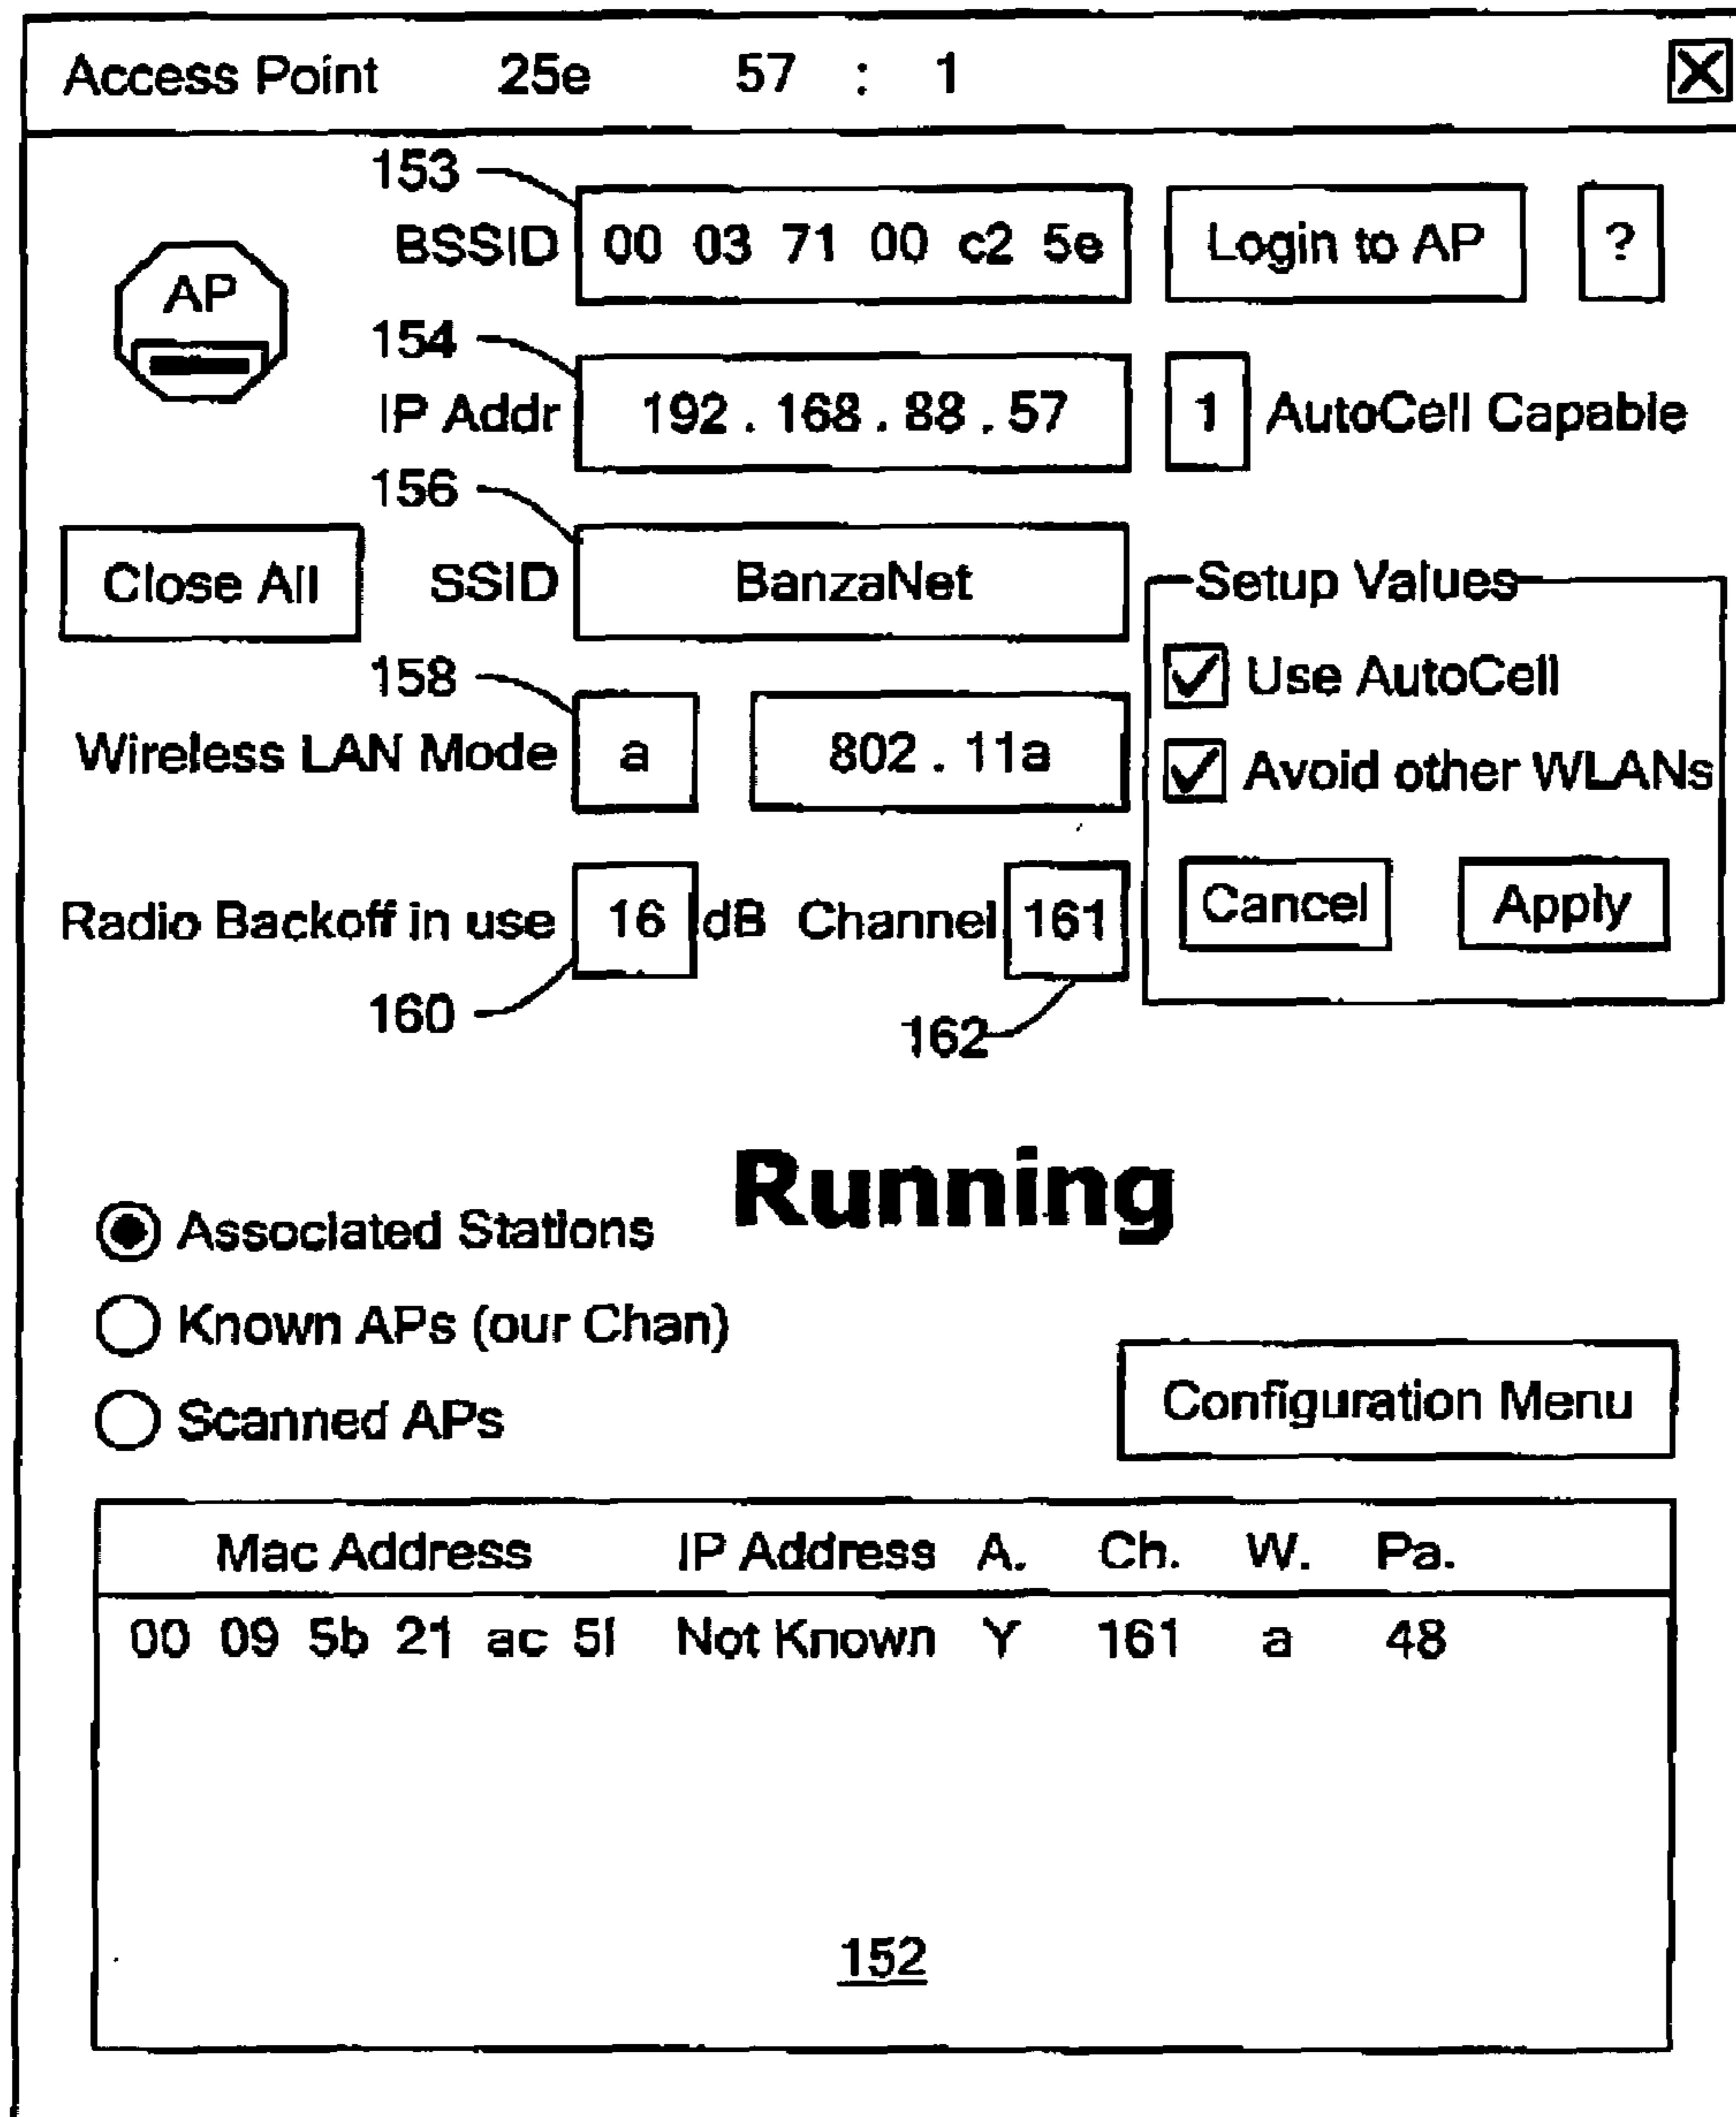 Access Point 25e 57 : 1
153
BSSID 00 03 71 00 c2 5e Login to AP ?
AP
154
IP Addr 192 . 168 . 88 . 57 1 AutoCell Capable
156
Close All SSID BanzaNet Setup Values
158 Use AutoCell
Wireless LAN Mode a 802 . 11a Avoid other WLANs
Radio Backoff in use 16 dB Channel 161 Cancel Apply
160 162
Running
Associated Stations
Known APs (our Chan)
Configuration Menu
Scanned APs
Mac Address IP Address A. Ch. W. Pa.
00 09 5b 21 ac 5f Not Known Y 161 a 48
152